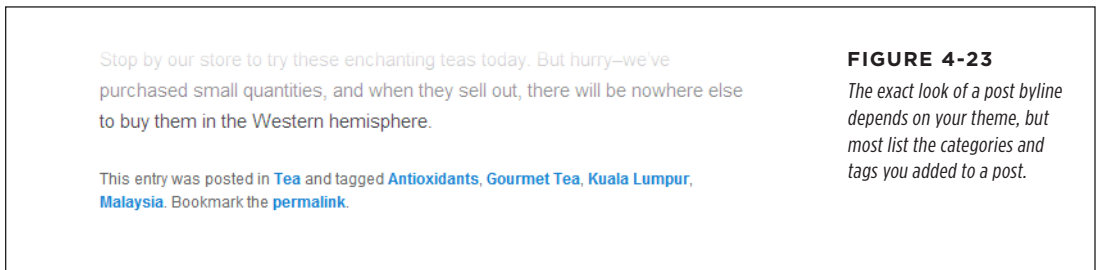 Stop by our store to try these enchanting teas today. But hurry–we've
purchased small quantities, and when they sell out, there will be nowhere else
to buy them in the Western hemisphere.
This entry was posted in Tea and tagged Antioxidants, Gourmet Tea, Kuala Lumpur,
Malaysia. Bookmark the permalink.
FIGURE 4-23
The exact look of a post byline
depends on your theme, but
most list the categories and
tags you added to a post.